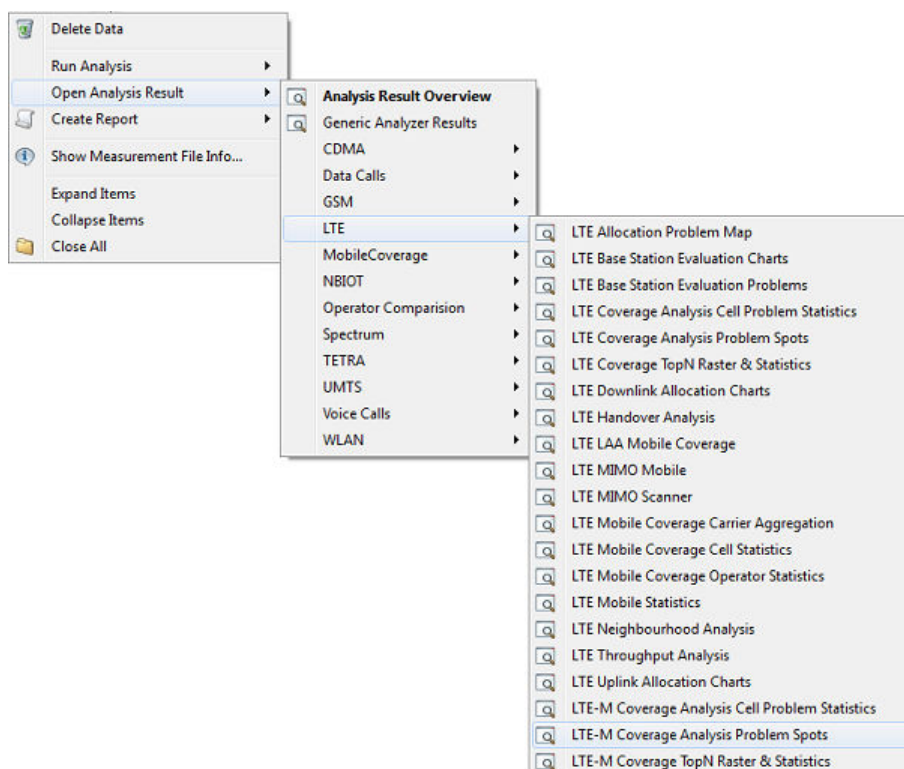 Delete Data
Run Analysis
Open Analysis Result
Create Report
Show Measurement File Info...
Expand Items
Collapse Items
Close All
Analysis Result Overview
Generic Analyzer Results
CDMA
Data Calls
GSM
LTE
MobileCoverage
NBIOT
Operator Comparision
Spectrum
TETRA
UMTS
Voice Calls
WLAN
LTE Allocation Problem Map
LTE Base Station Evaluation Charts
LTE Base Station Evaluation Problems
LTE Coverage Analysis Cell Problem Statistics
LTE Coverage Analysis Problem Spots
LTE Coverage TopN Raster & Statistics
LTE Downlink Allocation Charts
LTE Handover Analysis
LTE LAA Mobile Coverage
LTE MIMO Mobile
LTE MIMO Scanner
LTE Mobile Coverage Carrier Aggregation
LTE Mobile Coverage Cell Statistics
LTE Mobile Coverage Operator Statistics
LTE Mobile Statistics
LTE Neighbourhood Analysis
LTE Throughput Analysis
LTE Uplink Allocation Charts
LTE-M Coverage Analysis Cell Problem Statistics
LTE-M Coverage Analysis Problem Spots
LTE-M Coverage TopN Raster & Statistics